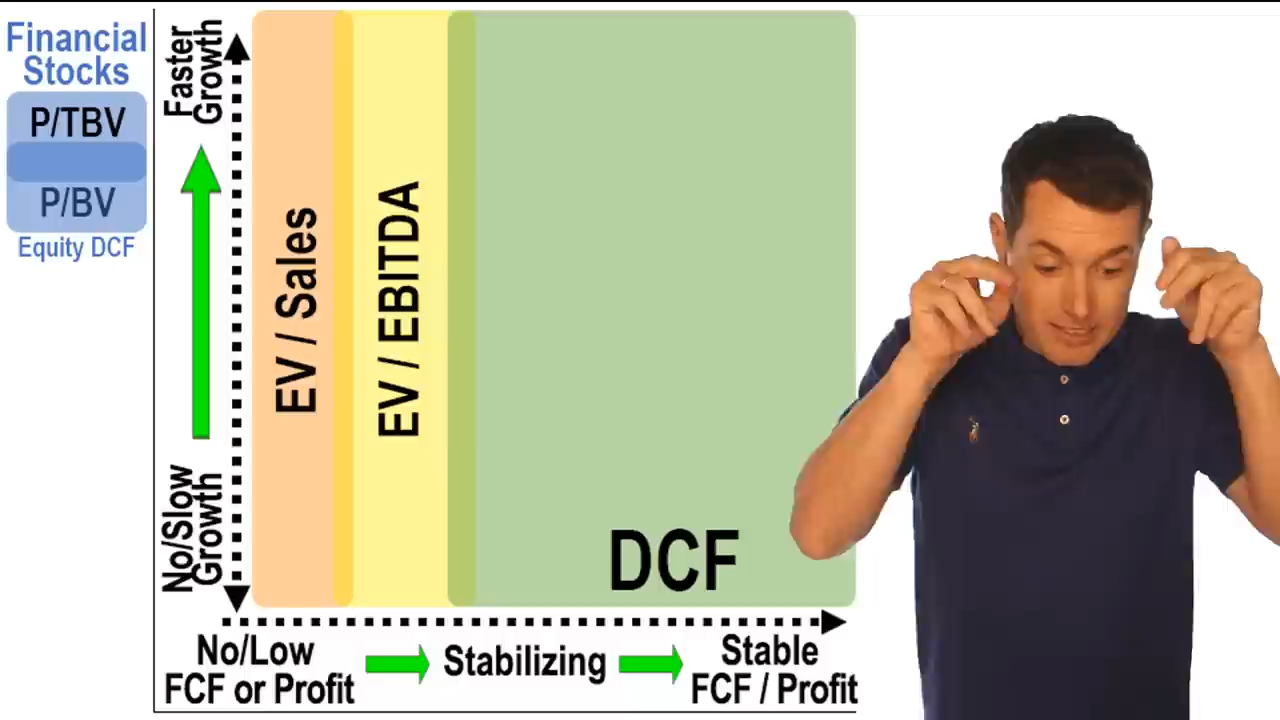 Financial
Stocks
P/TBV
P/BV
Equity DCF
Faster
Growth
No/Slow
Growth
EV / Sales
EV / EBITDA
DCF
No/Low
FCF or Profit
Stabilizing
Stable
FCF / Profit